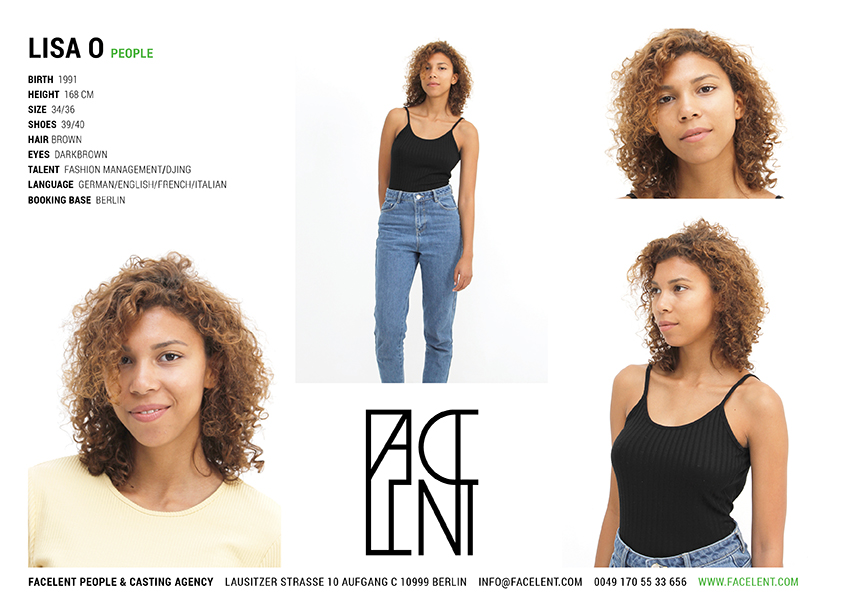 LISA O PEOPLE
BIRTH 1991
HEIGHT 168 CM
SIZE 34/36
SHOES 39/40
HAIR BROWN
EYES DARKBROWN
TALENT FASHION MANAGEMENT/DJING
LANGUAGE GERMAN/ENGLISH/FRENCH/ITALIAN
BOOKING BASE BERLIN
FACE
LENT
FACELENT PEOPLE & CASTING AGENCY LAUSITZER STRASSE 10 AUFGANG C 10999 BERLIN INFO@FACELENT.COM 0049 170 55 33 656 WWW.FACELENT.COM